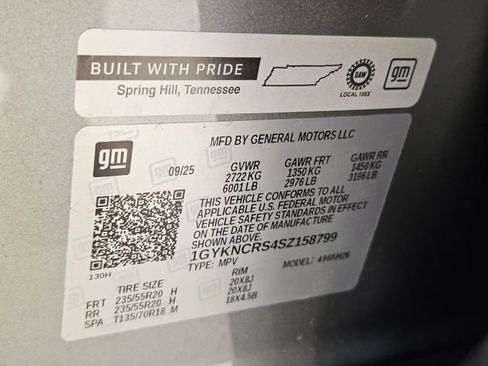 BUILT WITH PRIDE
Spring Hill, Tennessee
UAW
LOCAL 1853
gm
gm
MFD BY GENERAL MOTORS LLC
09/25 GVWR GAWR FRT GAWR RR
2722 KG 1350 KG 1450 KG
6001 LB 2976 LB 3196 LB
THIS VEHICLE CONFORMS TO ALL
APPLICABLE U.S. FEDERAL MOTOR
VEHICLE SAFETY STANDARDS IN EFFECT
ON THE DATE OF MANUFACTURE
SHOWN ABOVE.
1GYKNCRS4SZ158799
TYPE: MPV MODEL: 496NH26
130H
TIRE SIZE RIM
FRT 235/55R20 H 20X8J
RR 235/55R20 H 20X8J
SPA T135/70R18 M 18X4.5B